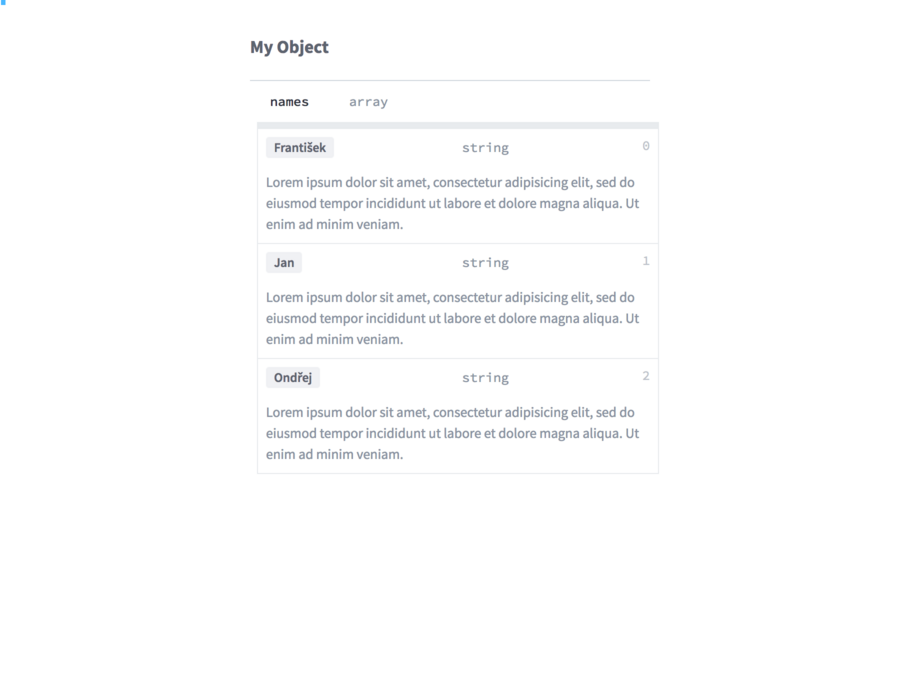 My Object
names array
František string 0
Lorem ipsum dolor sit amet, consectetur adipisicing elit, sed do
eiusmod tempor incididunt ut labore et dolore magna aliqua. Ut
enim ad minim veniam.
Jan string 1
Lorem ipsum dolor sit amet, consectetur adipisicing elit, sed do
eiusmod tempor incididunt ut labore et dolore magna aliqua. Ut
enim ad minim veniam.
Ondřej string 2
Lorem ipsum dolor sit amet, consectetur adipisicing elit, sed do
eiusmod tempor incididunt ut labore et dolore magna aliqua. Ut
enim ad minim veniam.